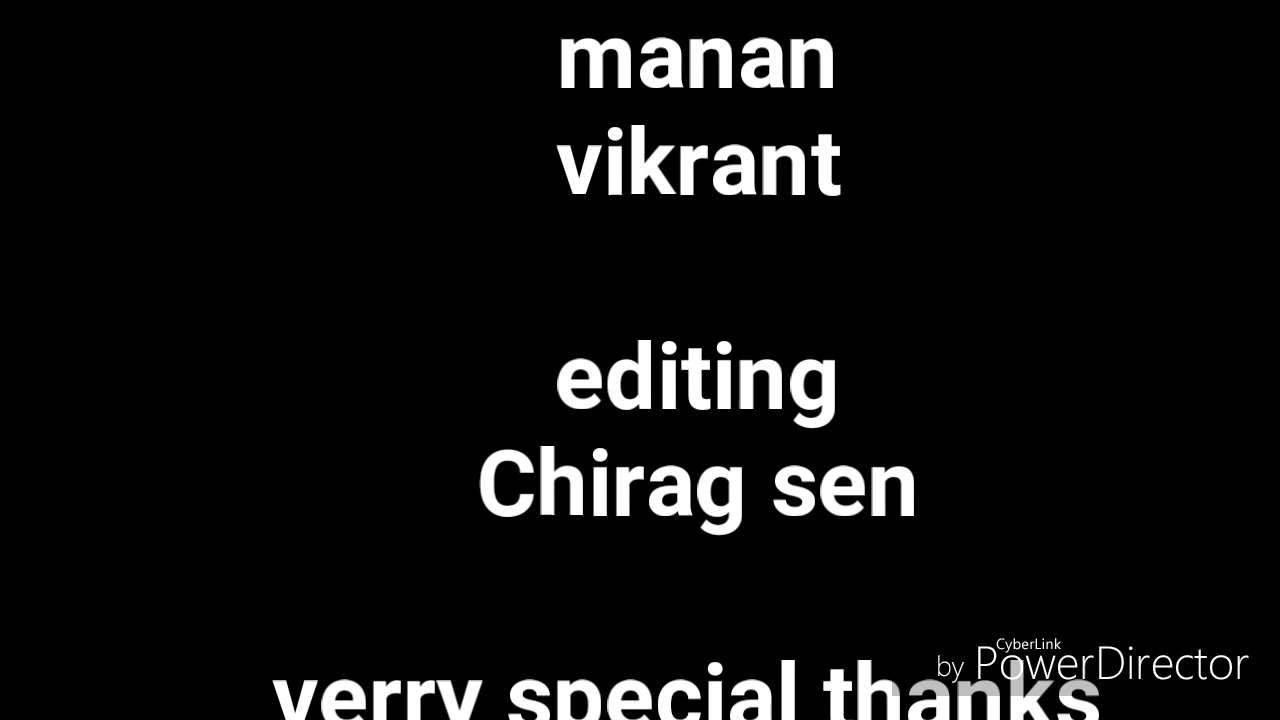 manan
vikrant
editing
Chirag sen
verry special thanks
CyberLink
by PowerDirector